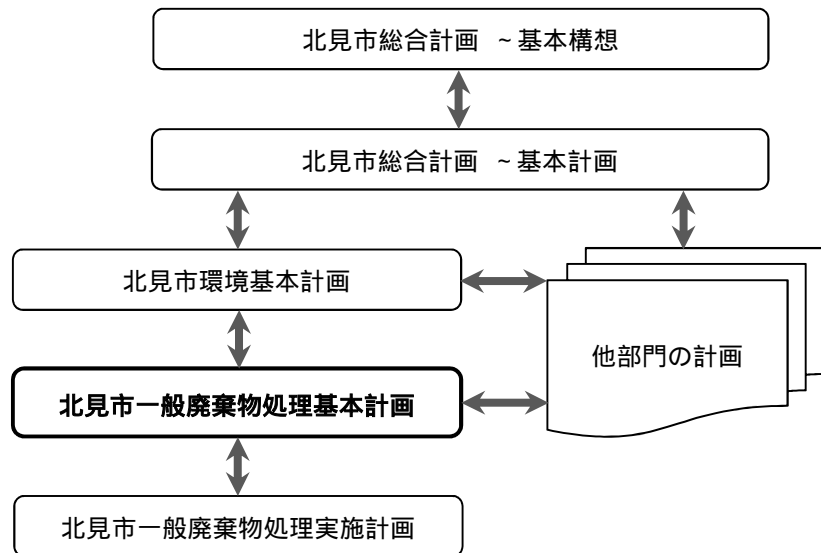 北見市総合計画 ～基本構想
北見市総合計画 ～基本計画
北見市環境基本計画
他部門の計画
北見市一般廃棄物処理基本計画
北見市一般廃棄物処理実施計画